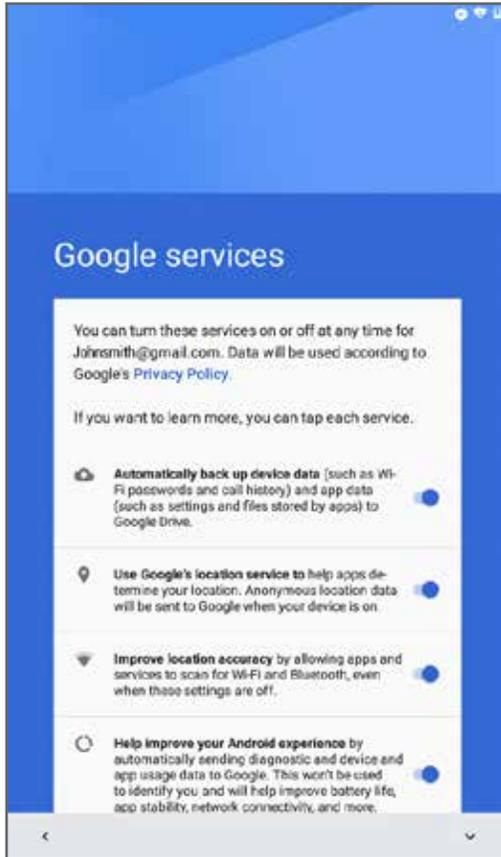 Google services
You can turn these services on or off at any time for
Johnsmith@gmail.com. Data will be used according to
Google's Privacy Policy.
If you want to learn more, you can tap each service.
Automatically back up device data (such as Wi-
Fi passwords and call history) and app data
(such as settings and files stored by apps) to
Google Drive.
Use Google's location service to help apps de-
termine your location. Anonymous location data
will be sent to Google when your device is on.
Improve location accuracy by allowing apps and
services to scan for Wi-Fi and Bluetooth, even
when these settings are off.
Help improve your Android experience by
automatically sending diagnostic and device and
app usage data to Google. This won't be used
to identify you and will help improve battery life,
app stability, network connectivity, and more.